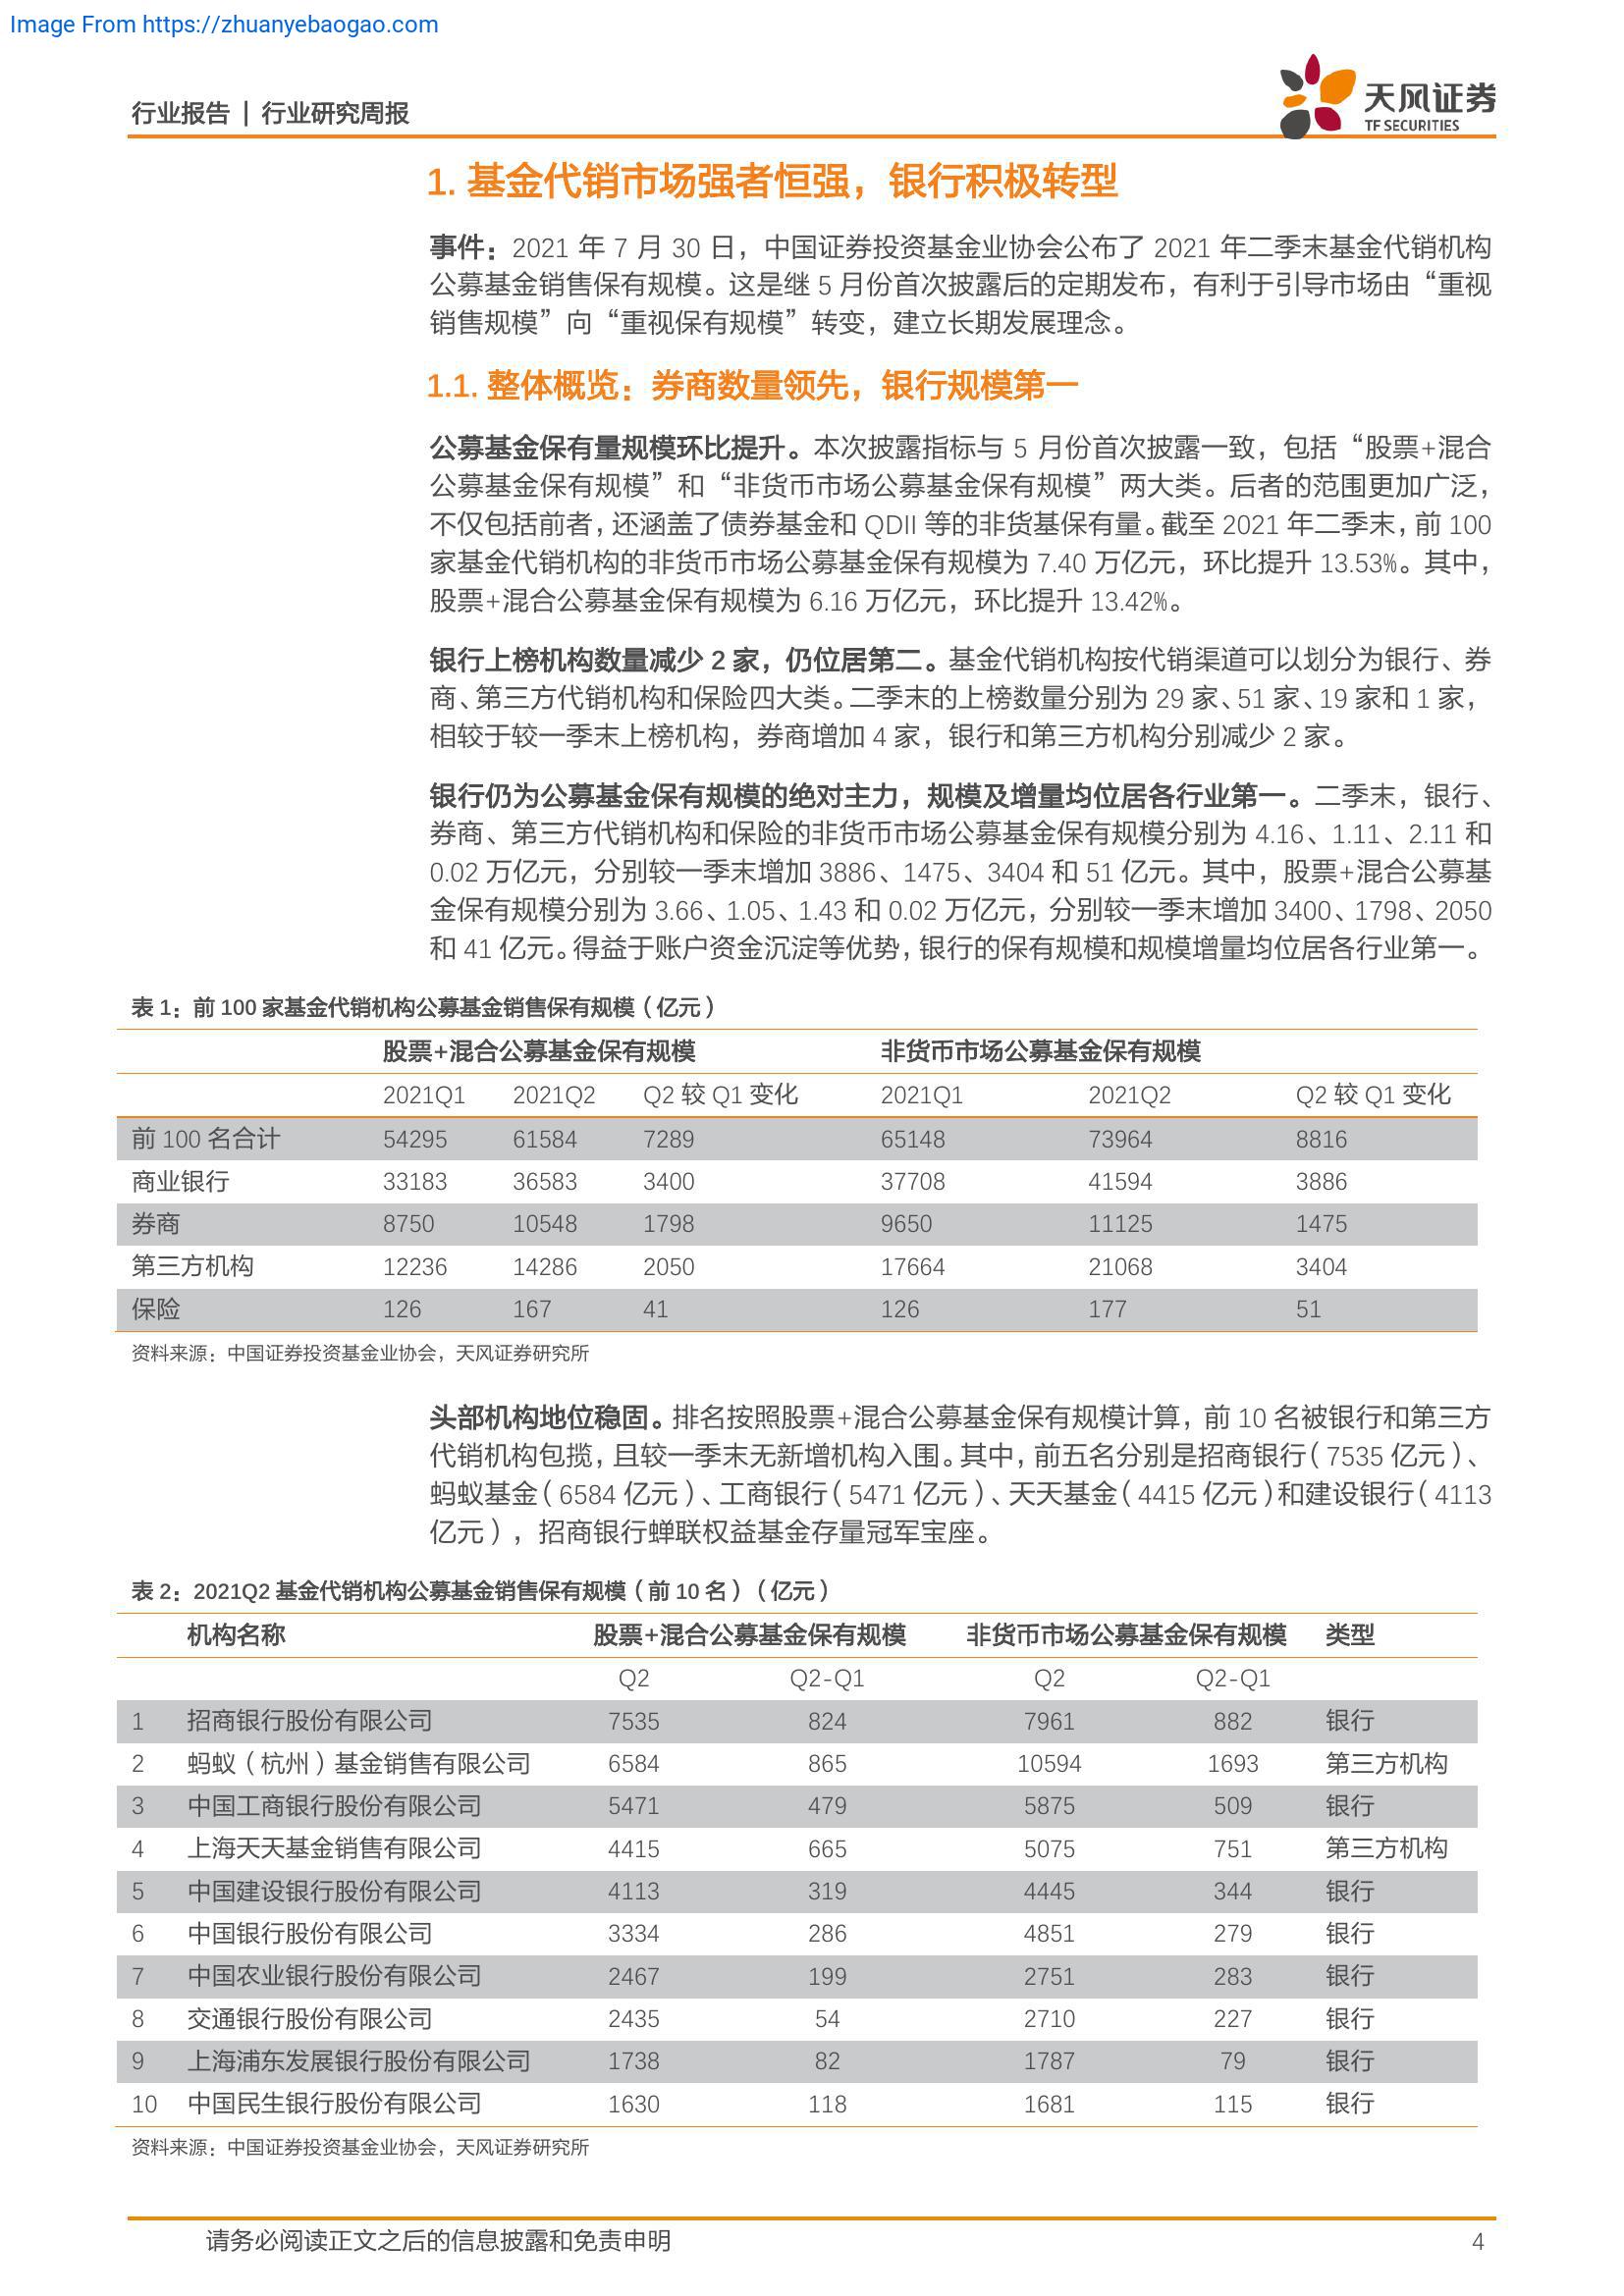 Image From https://zhuanyebaogao.com
行业报告 | 行业研究周报
天风证券
TF SECURITIES
1. 基金代销市场强者恒强，银行积极转型
事件：2021 年 7 月 30 日，中国证券投资基金业协会公布了 2021 年二季末基金代销机构
公募基金销售保有规模。这是继 5 月份首次披露后的定期发布，有利于引导市场由“重视
销售规模”向“重视保有规模”转变，建立长期发展理念。
1.1. 整体概览：券商数量领先，银行规模第一
公募基金保有量规模环比提升。本次披露指标与 5 月份首次披露一致，包括“股票+混合
公募基金保有规模”和“非货币市场公募基金保有规模”两大类。后者的范围更加广泛，
不仅包括前者，还涵盖了债券基金和 QDII 等的非货基保有量。截至 2021 年二季末，前 100
家基金代销机构的非货币市场公募基金保有规模为 7.40 万亿元，环比提升 13.53%。其中，
股票+混合公募基金保有规模为 6.16 万亿元，环比提升 13.42%。
银行上榜机构数量减少 2 家，仍位居第二。基金代销机构按代销渠道可以划分为银行、券
商、第三方代销机构和保险四大类。二季末的上榜数量分别为 29 家、51 家、19 家和 1 家，
相较于较一季末上榜机构，券商增加 4 家，银行和第三方机构分别减少 2 家。
银行仍为公募基金保有规模的绝对主力，规模及增量均位居各行业第一。二季末，银行、
券商、第三方代销机构和保险的非货币市场公募基金保有规模分别为 4.16、1.11、2.11 和
0.02 万亿元，分别较一季末增加 3886、1475、3404 和 51 亿元。其中，股票+混合公募基
金保有规模分别为 3.66、1.05、1.43 和 0.02 万亿元，分别较一季末增加 3400、1798、2050
和 41 亿元。得益于账户资金沉淀等优势，银行的保有规模和规模增量均位居各行业第一。
表 1：前 100 家基金代销机构公募基金销售保有规模（亿元）
股票+混合公募基金保有规模 非货币市场公募基金保有规模
2021Q1 2021Q2 Q2 较 Q1 变化 2021Q1 2021Q2 Q2 较 Q1 变化
前 100 名合计 54295 61584 7289 65148 73964 8816
商业银行 33183 36583 3400 37708 41594 3886
券商 8750 10548 1798 9650 11125 1475
第三方机构 12236 14286 2050 17664 21068 3404
保险 126 167 41 126 177 51
资料来源：中国证券投资基金业协会，天风证券研究所
头部机构地位稳固。排名按照股票+混合公募基金保有规模计算，前 10 名被银行和第三方
代销机构包揽，且较一季末无新增机构入围。其中，前五名分别是招商银行（7535 亿元）、
蚂蚁基金（6584 亿元）、工商银行（5471 亿元）、天天基金（4415 亿元）和建设银行（4113
亿元），招商银行蝉联权益基金存量冠军宝座。
表 2：2021Q2 基金代销机构公募基金销售保有规模（前 10 名）（亿元）
机构名称 股票+混合公募基金保有规模 非货币市场公募基金保有规模 类型
Q2 Q2-Q1 Q2 Q2-Q1
1 招商银行股份有限公司 7535 824 7961 882 银行
2 蚂蚁（杭州）基金销售有限公司 6584 865 10594 1693 第三方机构
3 中国工商银行股份有限公司 5471 479 5875 509 银行
4 上海天天基金销售有限公司 4415 665 5075 751 第三方机构
5 中国建设银行股份有限公司 4113 319 4445 344 银行
6 中国银行股份有限公司 3334 286 4851 279 银行
7 中国农业银行股份有限公司 2467 199 2751 283 银行
8 交通银行股份有限公司 2435 54 2710 227 银行
9 上海浦东发展银行股份有限公司 1738 82 1787 79 银行
10 中国民生银行股份有限公司 1630 118 1681 115 银行
资料来源：中国证券投资基金业协会，天风证券研究所
请务必阅读正文之后的信息披露和免责申明 4